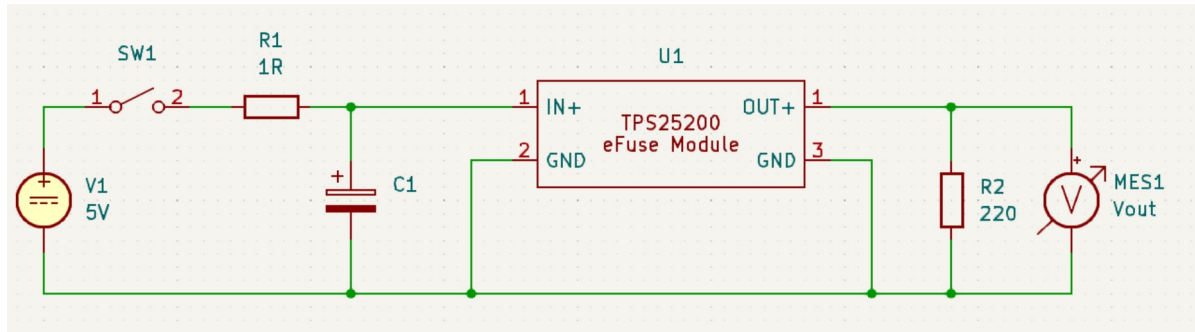 SW1
1
2
R1
1R
V1
5V
+
C1
U1
1
IN+
2
GND
TPS25200
eFuse Module
OUT+
1
GND
3
R2
220
+
V
MES1
Vout